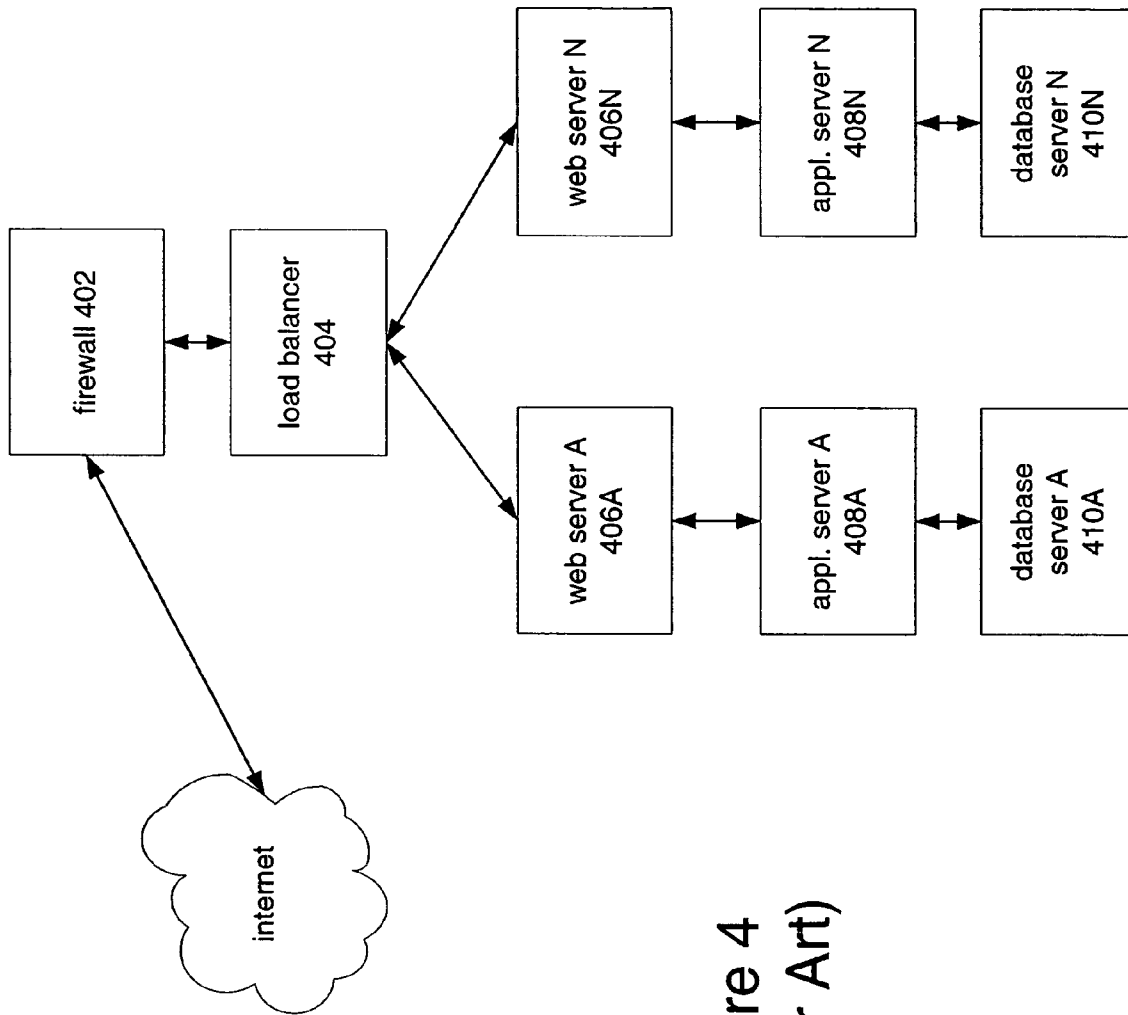 firewall 402
internet
load balancer
404
web server A
406A
web server N
406N
appl. server A
408A
appl. server N
408N
database
server A
410A
database
server N
410N
re 4
Art)